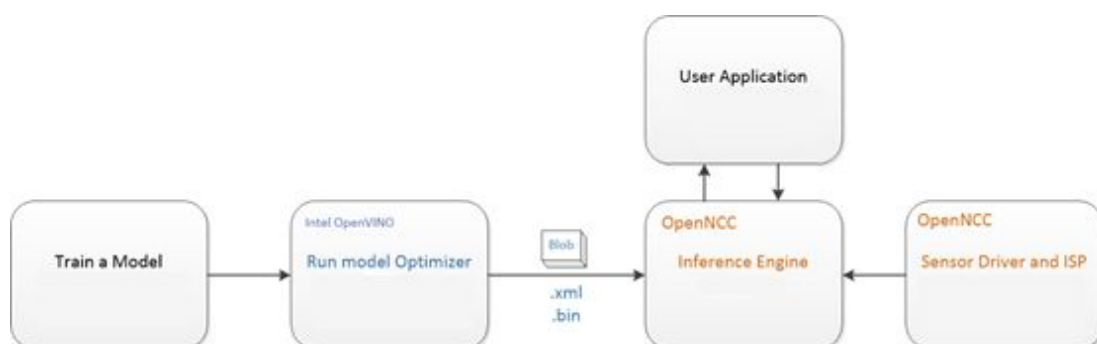 User Application
Train a Model
Intel OpenVINO
Run model Optimizer
Blob
.xml
.bin
OpenNCC
Inference Engine
OpenNCC
Sensor Driver and ISP